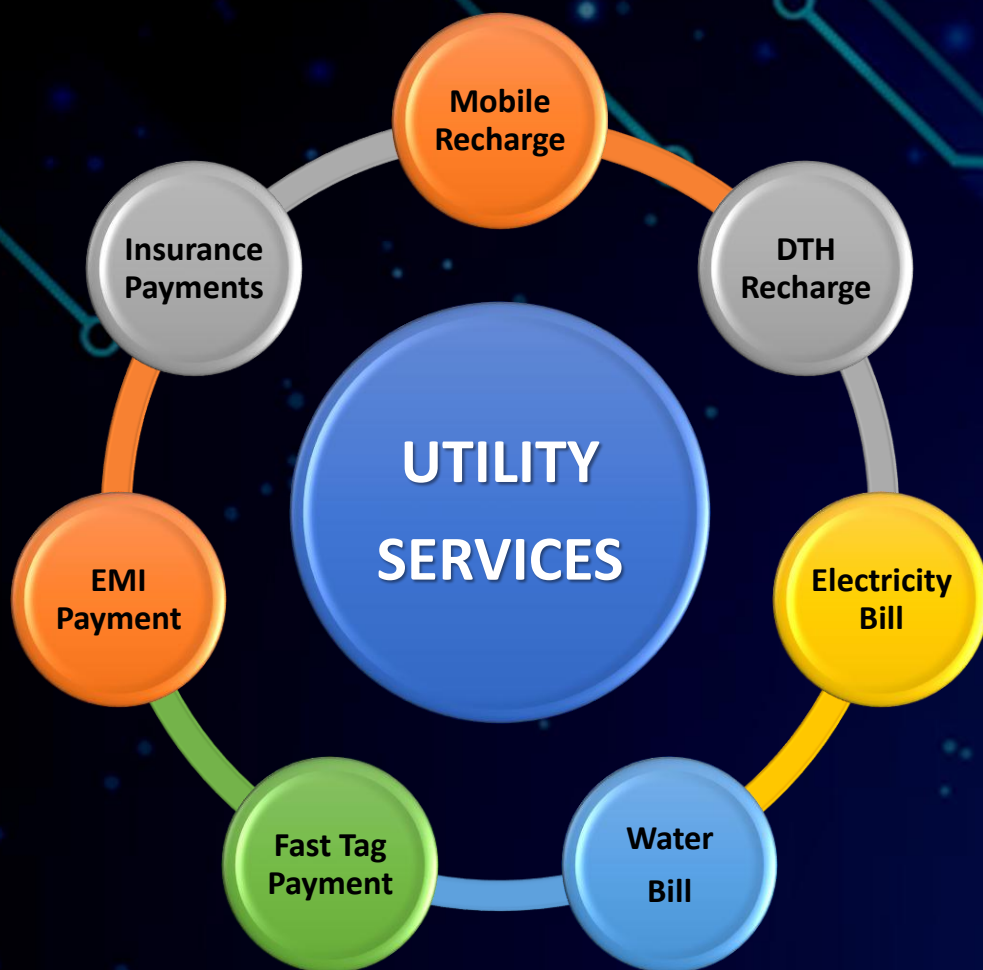 Mobile
Recharge
DTH
Recharge
Electricity
Bill
Water
Bill
Fast Tag
Payment
EMI
Payment
Insurance
Payments
UTILITY
SERVICES